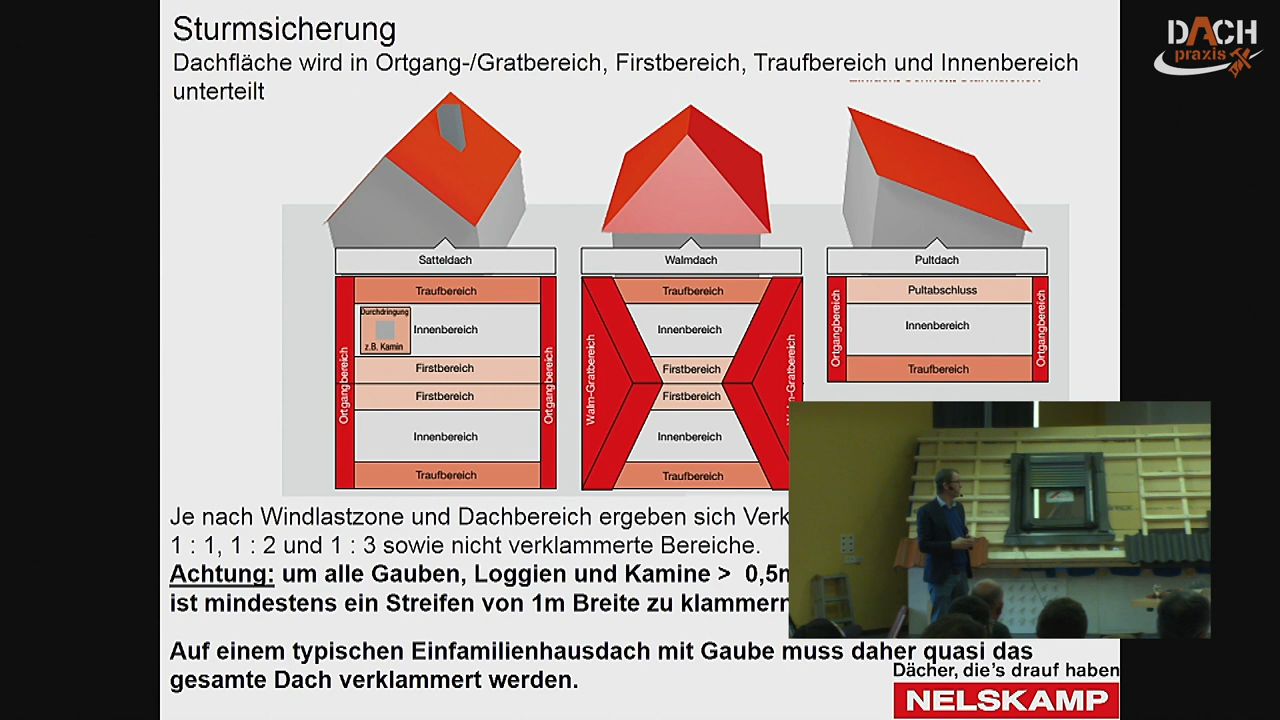 Sturmsicherung
Dachfläche wird in Ortgang-/Gratbereich, Firstbereich, Traufbereich und Innenbereich
unterteilt
DACH
praxis
Satteldach
Walmdach
Pultdach
Traufbereich
Durchdringung
z.B. Kamin
Innenbereich
Firstbereich
Firstbereich
Innenbereich
Traufbereich
Ortgangbereich
Ortgangbereich
Traufbereich
Innenbereich
Firstbereich
Firstbereich
Innenbereich
Traufbereich
Walm-Gratbereich
Walm-Gratbereich
Pultabschluss
Innenbereich
Traufbereich
Ortgangbereich
Ortgangbereich
Je nach Windlastzone und Dachbereich ergeben sich
1 : 1, 1 : 2 und 1 : 3 sowie nicht verklammerte Bereiche.
Achtung: um alle Gauben, Loggien und Kamine > 0,5m
ist mindestens ein Streifen von 1m Breite zu klammern
Auf einem typischen Einfamilienhausdach mit Gaube muss daher quasi das
gesamte Dach verklammert werden.
Dächer, die's drauf haben
NELSKAMP